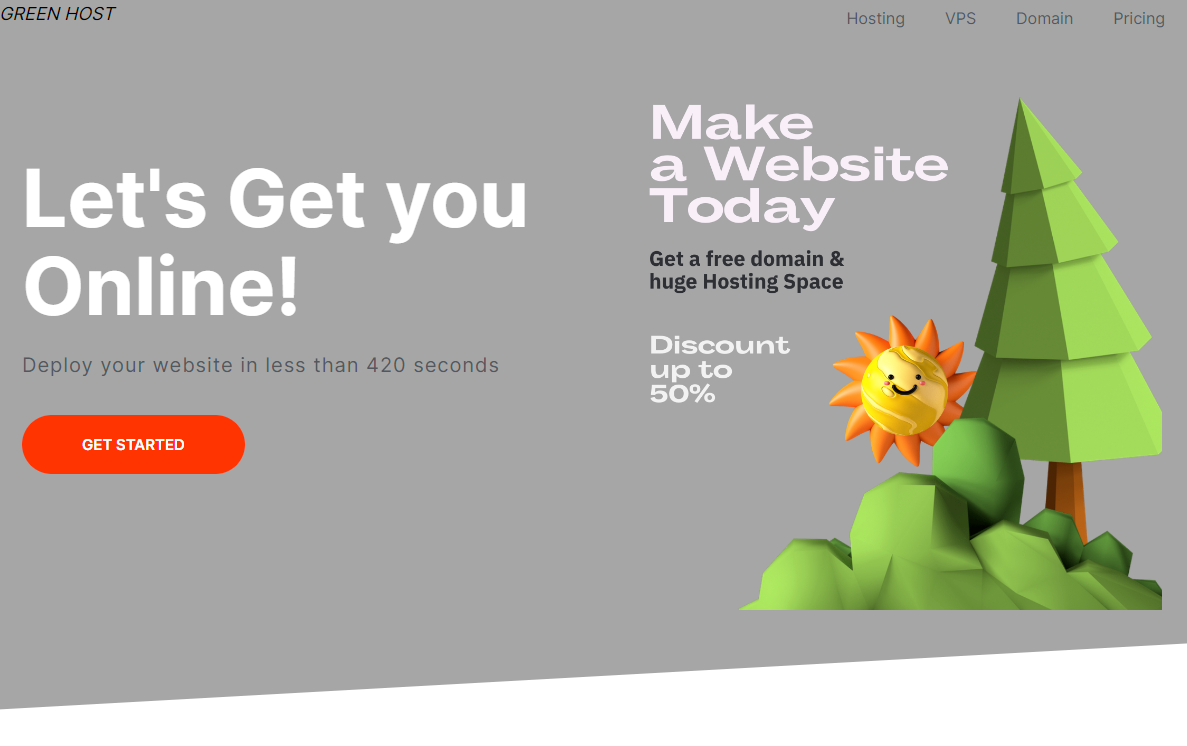 GREEN HOST
Hosting VPS Domain Pricing
Let's Get you
Online!
Deploy your website in less than 420 seconds
GET STARTED
Make
a Website
Today
Get a free domain &
huge Hosting Space
Discount
up to
50%